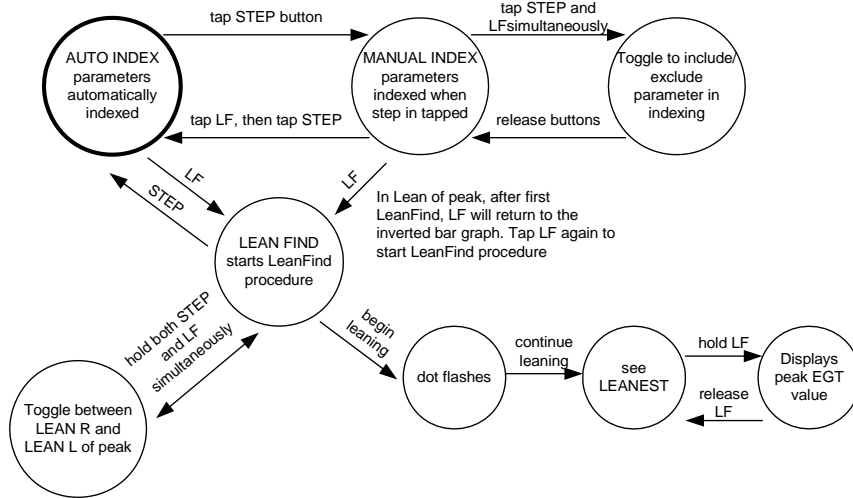 tap STEP button
tap STEP and
LFsimultaneously
AUTO INDEX
parameters
automatically
indexed
MANUAL INDEX
parameters
indexed when
step in tapped
Toggle to include/
exclude
parameter in
indexing
tap LF, then tap STEP
release buttons
LF
STEP
LF
In Lean of peak, after first
LeanFind, LF will return to the
inverted bar graph. Tap LF again to
start LeanFind procedure
LEAN FIND
starts LeanFind
procedure
hold both STEP
and LF
simultaneously
begin
leaning
Toggle between
LEAN R and
LEAN L of peak
dot flashes
continue
leaning
see
LEANEST
hold LF
release
LF
Displays
peak EGT
value